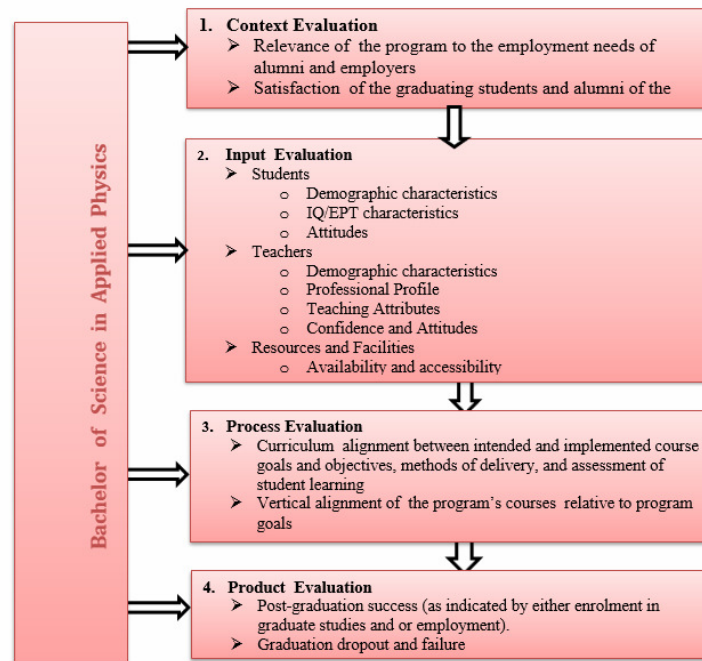 Bachelor of Science in Applied Physics
1. Context Evaluation
➢ Relevance of the program to the employment needs of
alumni and employers
➢ Satisfaction of the graduating students and alumni of the
2. Input Evaluation
➢ Students
o Demographic characteristics
o IQ/EPT characteristics
o Attitudes
➢ Teachers
o Demographic characteristics
o Professional Profile
o Teaching Attributes
o Confidence and Attitudes
➢ Resources and Facilities
o Availability and accessibility
3. Process Evaluation
➢ Curriculum alignment between intended and implemented course
goals and objectives, methods of delivery, and assessment of
student learning
➢ Vertical alignment of the program's courses relative to program
goals
4. Product Evaluation
➢ Post-graduation success (as indicated by either enrolment in
graduate studies and or employment).
➢ Graduation dropout and failure